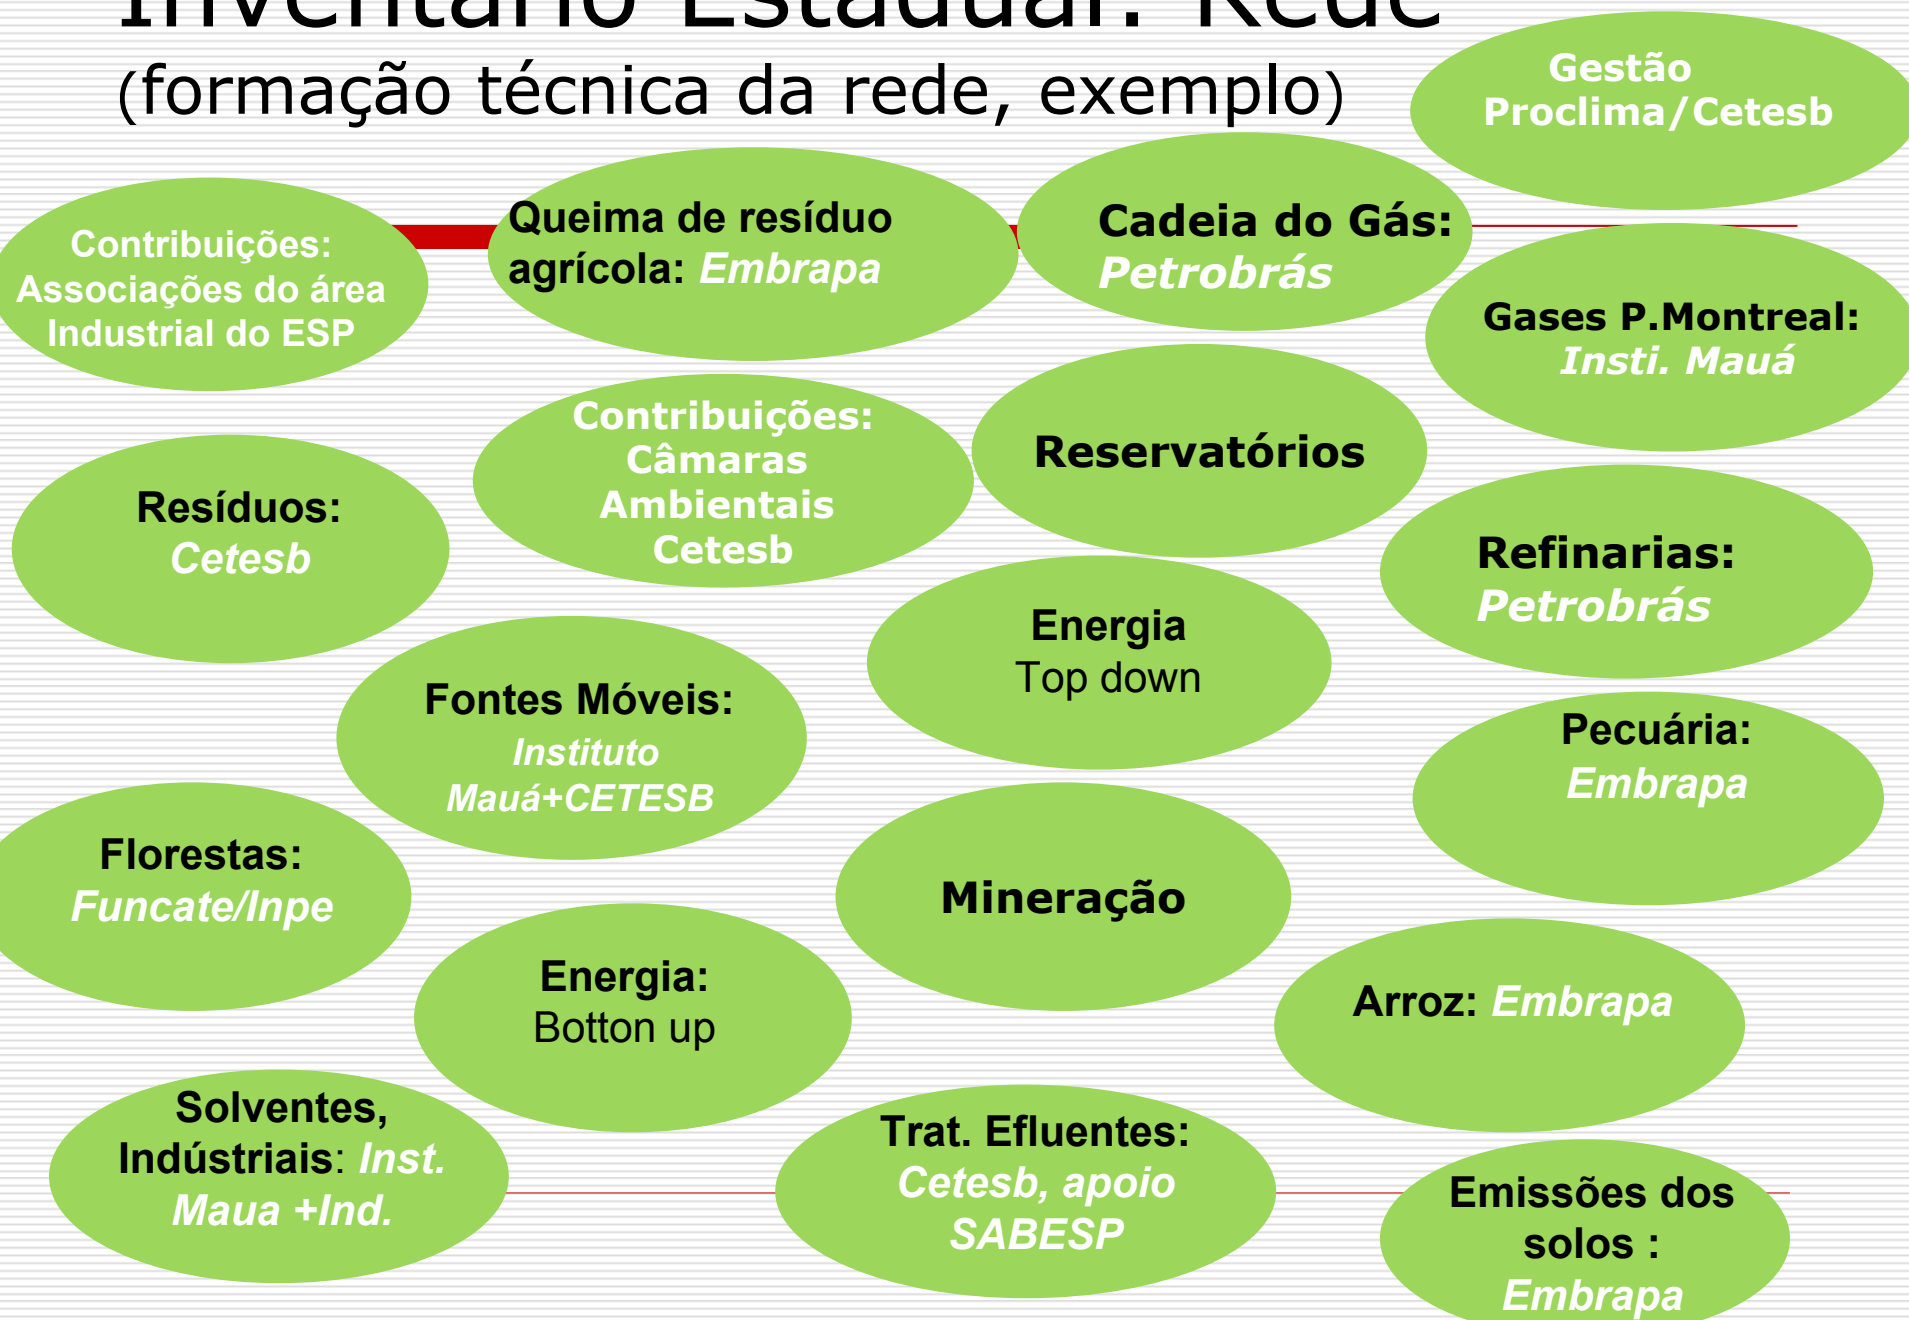 Inventário Estadual: Rede
(formação técnica da rede, exemplo)
Gestão
Proclima/Cetesb
Contribuições:
Associações do área
Industrial do ESP
Queima de resíduo
agrícola: Embrapa
Cadeia do Gás:
Petrobrás
Gases P.Montreal:
Insti. Mauá
Contribuições:
Câmaras
Ambientais
Cetesb
Reservatórios
Resíduos:
Cetesb
Refinarias:
Petrobrás
Energia
Top down
Fontes Móveis:
Instituto
Mauá+CETESB
Pecuária:
Embrapa
Florestas:
Funcate/Inpe
Mineração
Energia:
Botton up
Arroz: Embrapa
Solventes,
Indústriais: Inst.
Maua +Ind.
Trat. Efluentes:
Cetesb, apoio
SABESP
Emissões dos
solos :
Embrapa